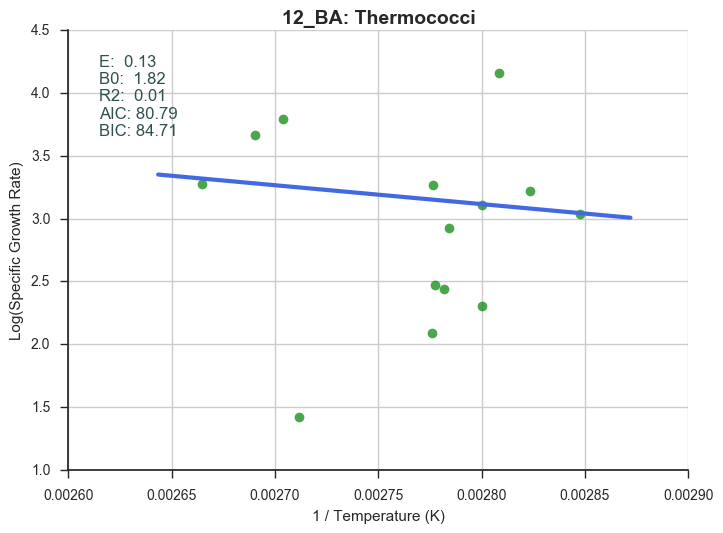 12_BA: Thermococci
E:  0.13
B0:  1.82
R2:  0.01
AIC: 80.79
BIC: 84.71
4.5
4.0
3.5
3.0
2.5
2.0
1.5
1.0
Log(Specific Growth Rate)
0.00260 0.00265 0.00270 0.00275 0.00280 0.00285 0.00290
1 / Temperature (K)